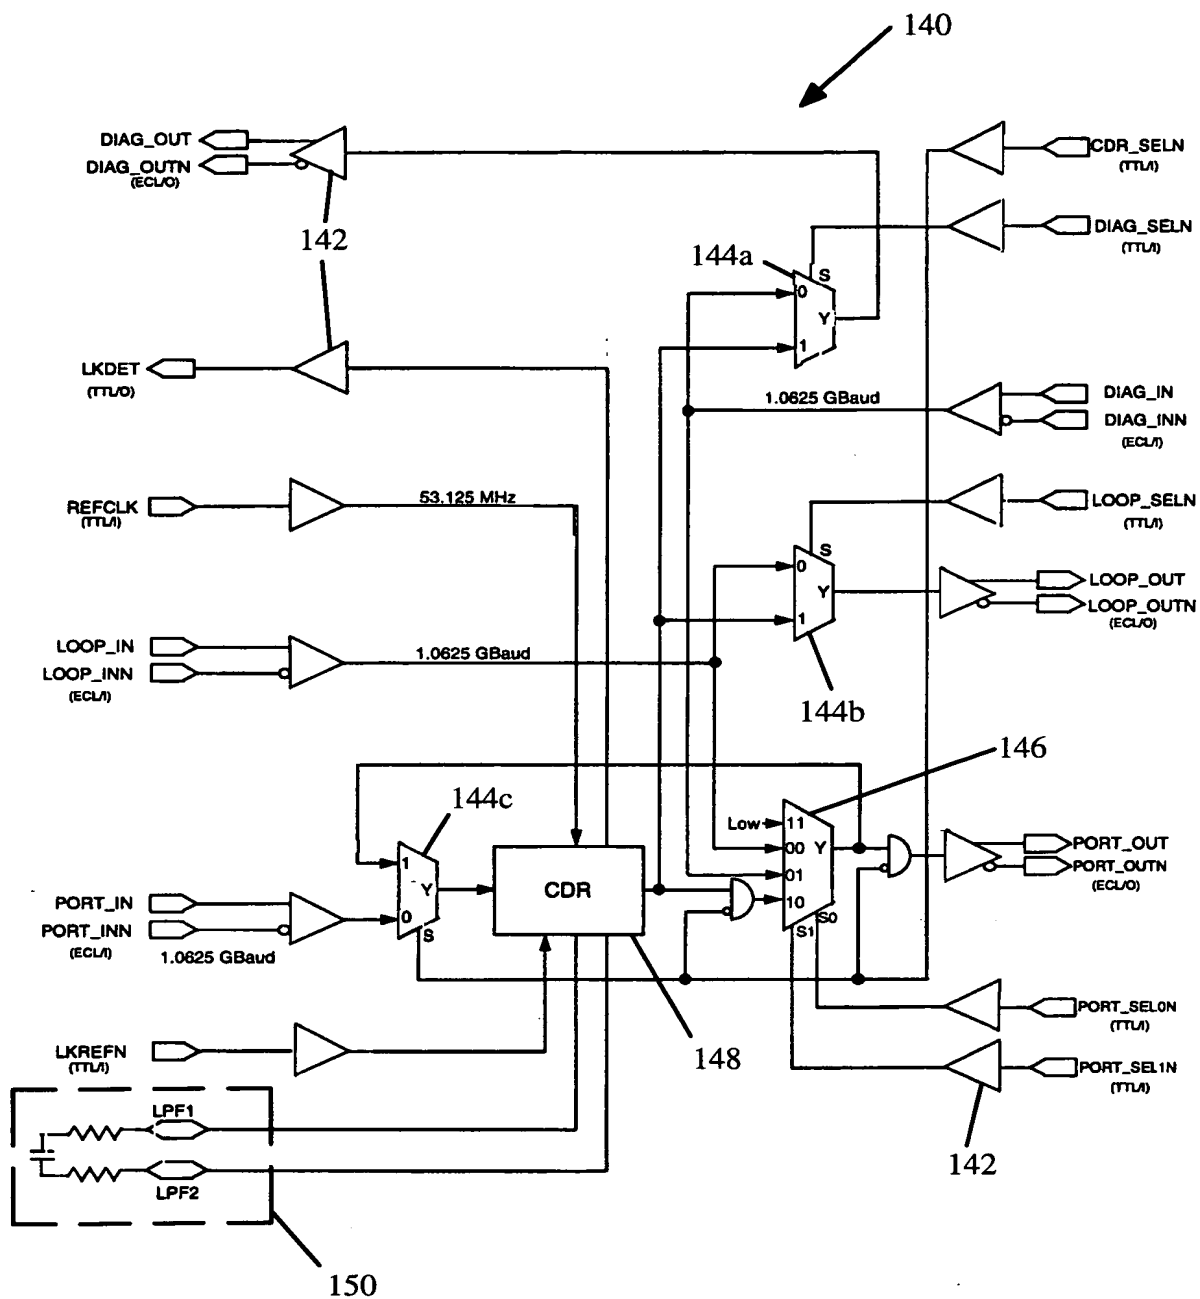 140
DIAG_OUT
DIAG_OUTN
(ECL/O)
CDR_SELN
(TTL/I)
142
DIAG_SELN
(TTL/I)
144a
S
0
Y
1
LKDET
(TTL/O)
1.0625 GBaud
DIAG_IN
DIAG_INN
(ECL/I)
REFCLK
(TTL/I)
53.125 MHz
LOOP_SELN
(TTL/I)
S
0
Y
1
LOOP_OUT
LOOP_OUTN
(ECL/O)
LOOP_IN
LOOP_INN
(ECL/I)
1.0625 GBaud
144b
146
144c
Low
11
00
Y
01
10
S0
S1
1
Y
0
S
CDR
PORT_OUT
PORT_OUTN
(ECL/O)
PORT_IN
PORT_INN
(ECL/I)
1.0625 GBaud
PORT_SEL0N
(TTL/I)
LKREFN
(TTL/I)
148
PORT_SEL1N
(TTL/I)
LPF1
LPF2
142
150